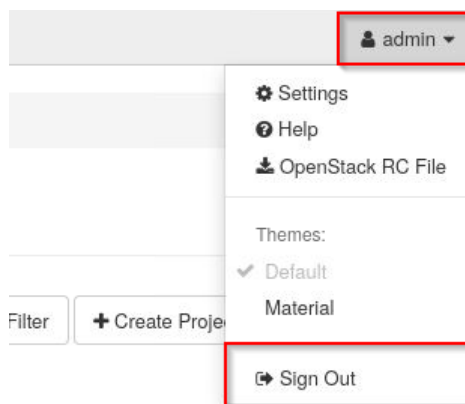 admin
Settings
Help
OpenStack RC File
Themes:
Default
Material
Filter
Create Proje
Sign Out